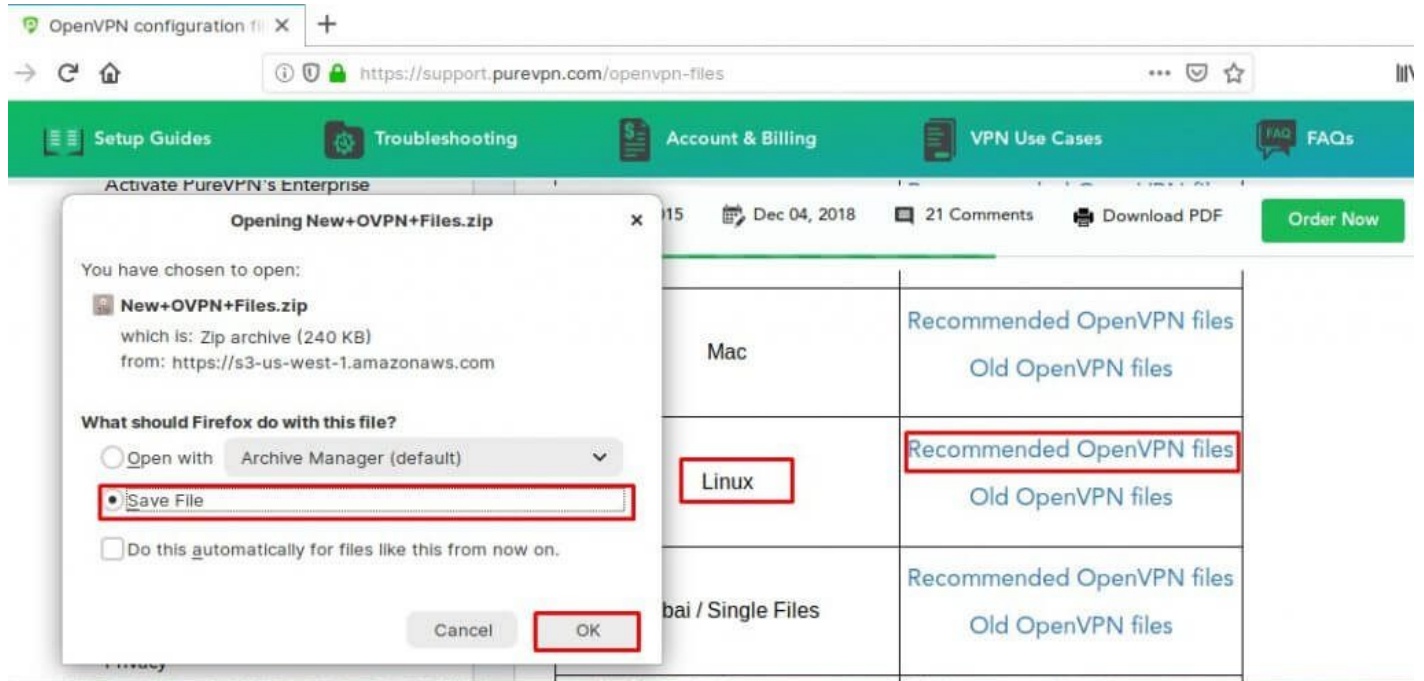 OpenVPN configuration fi
https://support.purevpn.com/openvpn-files
Setup Guides
Troubleshooting
Account & Billing
VPN Use Cases
FAQ
FAQs
Activate PureVPN's Enterprise
015
Dec 04, 2018
21 Comments
Download PDF
Order Now
Opening New+OVPN+Files.zip
You have chosen to open:
New+OVPN+Files.zip
which is: Zip archive (240 KB)
from: https://s3-us-west-1.amazonaws.com
What should Firefox do with this file?
Open with Archive Manager (default)
Save File
Do this automatically for files like this from now on.
Cancel
OK
Mac
Recommended OpenVPN files
Old OpenVPN files
Linux
Recommended OpenVPN files
Old OpenVPN files
bai / Single Files
Recommended OpenVPN files
Old OpenVPN files